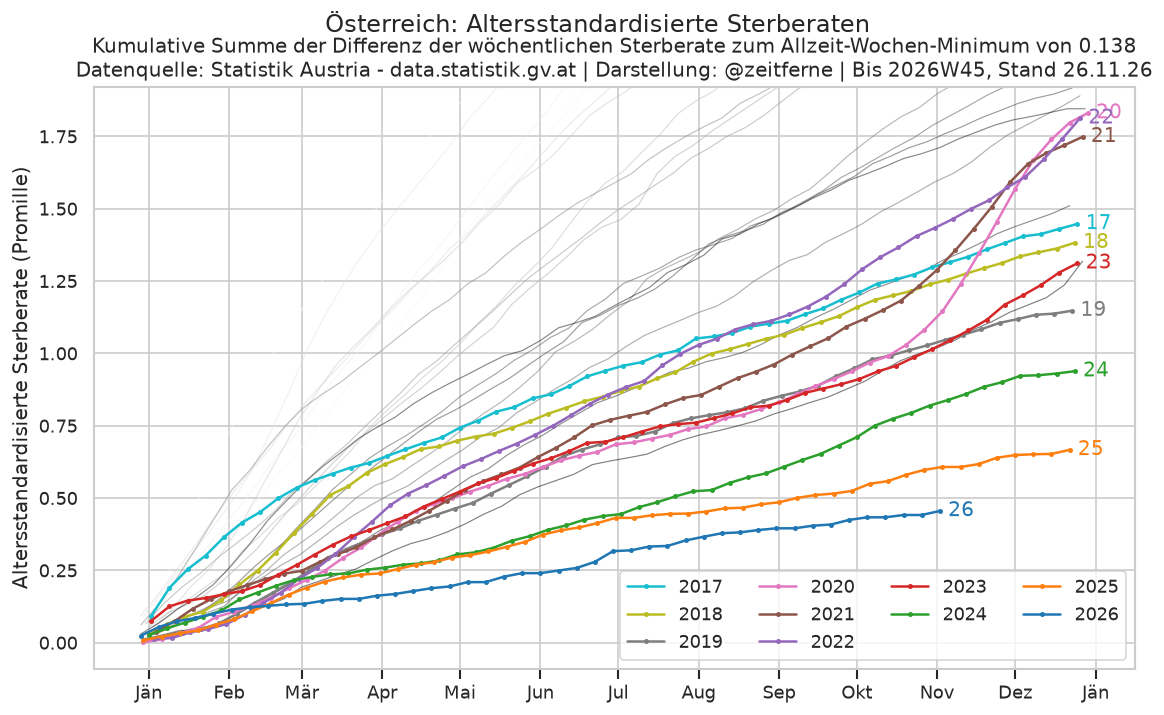 Österreich: Altersstandardisierte Sterberaten
Kumulative Summe der Differenz der wöchentlichen Sterberate zum Allzeit-Wochen-Minimum von 0.138
Datenquelle: Statistik Austria - data.statistik.gv.at | Darstellung: @zeitferne | Bis 2026W45, Stand 26.11.26
Altersstandardisierte Sterberate (Promille)
1.75
1.50
1.25
1.00
0.75
0.50
0.25
0.00
20
22
21
17
18
23
19
24
25
26
2017 2020 2023 2025
2018 2021 2024 2026
2019 2022
Jän Feb Mär Apr Mai Jun Jul Aug Sep Okt Nov Dez Jän